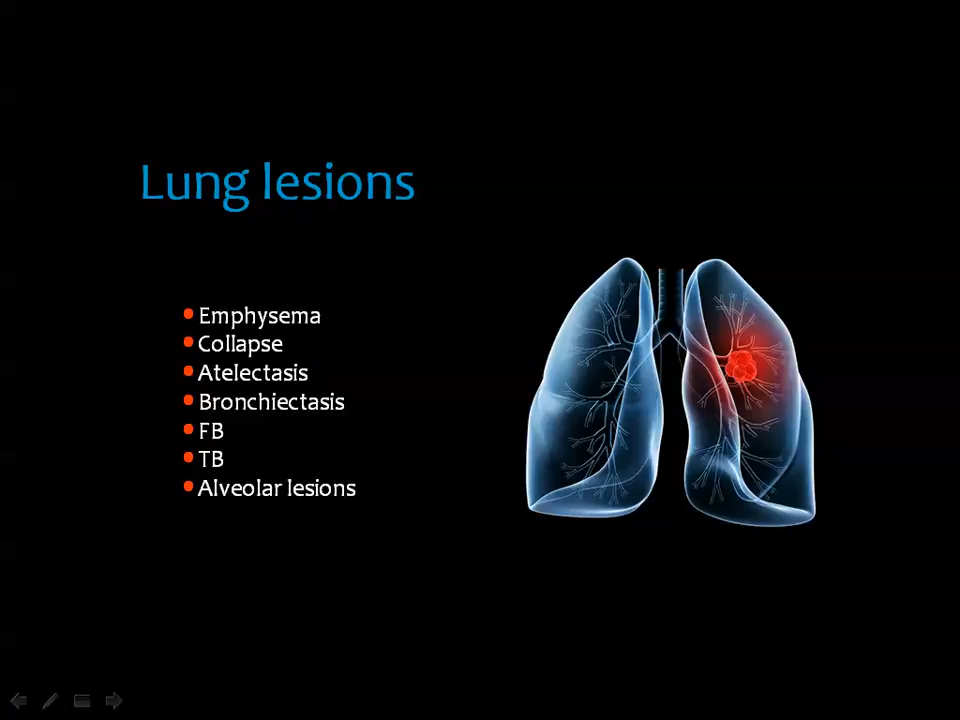 Lung lesions
• Emphysema
• Collapse
• Atelectasis
• Bronchiectasis
• FB
• TB
• Alveolar lesions